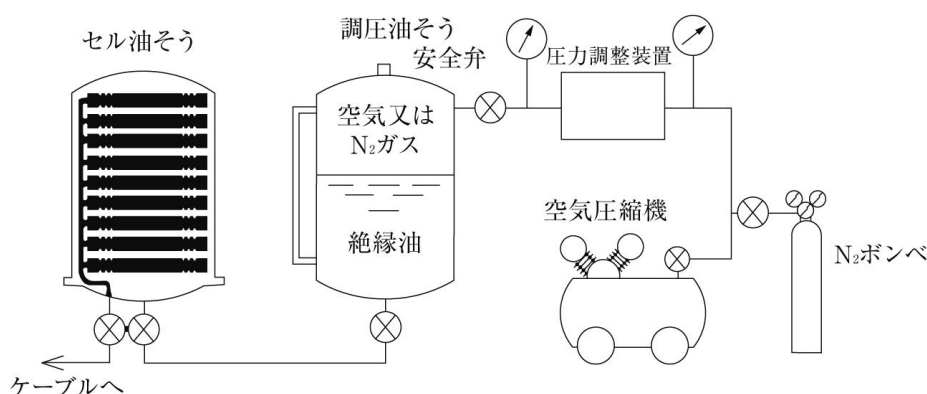 セル油そう
調圧油そう
安全弁
圧力調整装置
空気又は
N₂ガス
絶縁油
空気圧縮機
N₂ボンベ
ケーブルへ